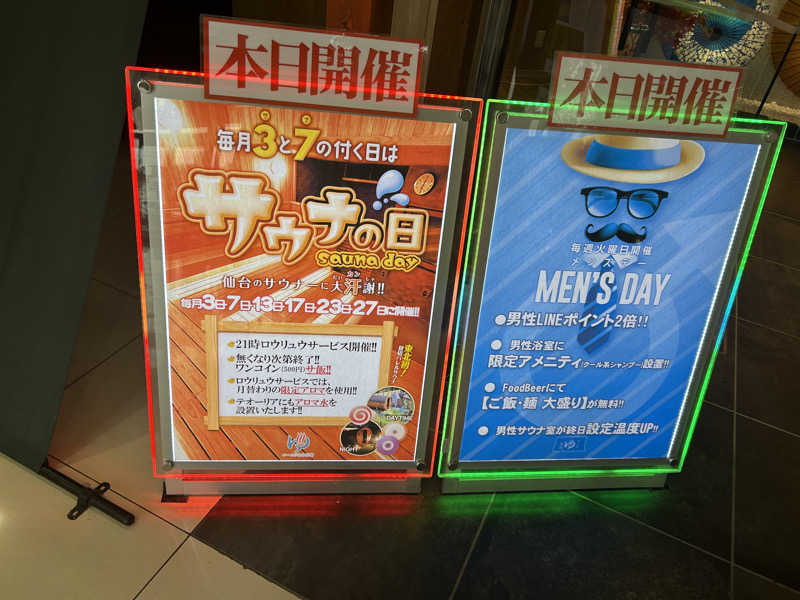 本日開催
毎月3と7の付く日は
サウナの日
sauna day
仙台のサウナーに大汗謝!!
毎月3日・7日・13日・17日・23日・27日に開催!!
21時ロウリュウサービス開催!!
無くなり次第終了!!
ワンコイン(500円)サ飯!!
ロウリュウサービスでは、
月替わりの限定アロマを使用!!
テオーリアにもアロマ水を
設置いたします!!
東北初!
DAYTIME
NIGHT
本日開催
毎週火曜日開催
メンズデー
MEN'S DAY
●男性LINEポイント2倍!!
● 男性浴室に
限定アメニティ(クール系シャンプー)設置!!
● FoodBeerにて
【ご飯・麺 大盛り】が無料!!
● 男性サウナ室が終日設定温度UP!!